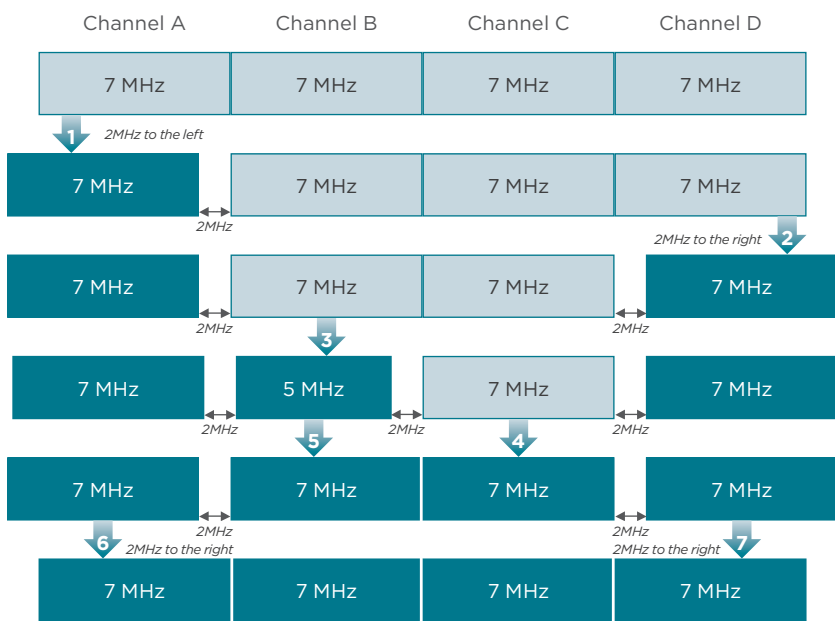 Channel A Channel B Channel C Channel D
7 MHz 7 MHz 7 MHz 7 MHz
1 2MHz to the left
7 MHz 7 MHz 7 MHz 7 MHz
2MHz
2MHz to the right 2
7 MHz 7 MHz 7 MHz 7 MHz
2MHz 2MHz
3
7 MHz 5 MHz 7 MHz 7 MHz
2MHz 2MHz 2MHz
5 4
7 MHz 7 MHz 7 MHz 7 MHz
2MHz 2MHz
6 2MHz to the right 2MHz to the right 7
7 MHz 7 MHz 7 MHz 7 MHz